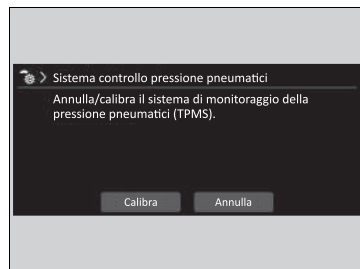 Sistema controllo pressione pneumatici
Annulla/calibra il sistema di monitoraggio della
pressione pneumatici (TPMS).
Calibra
Annulla